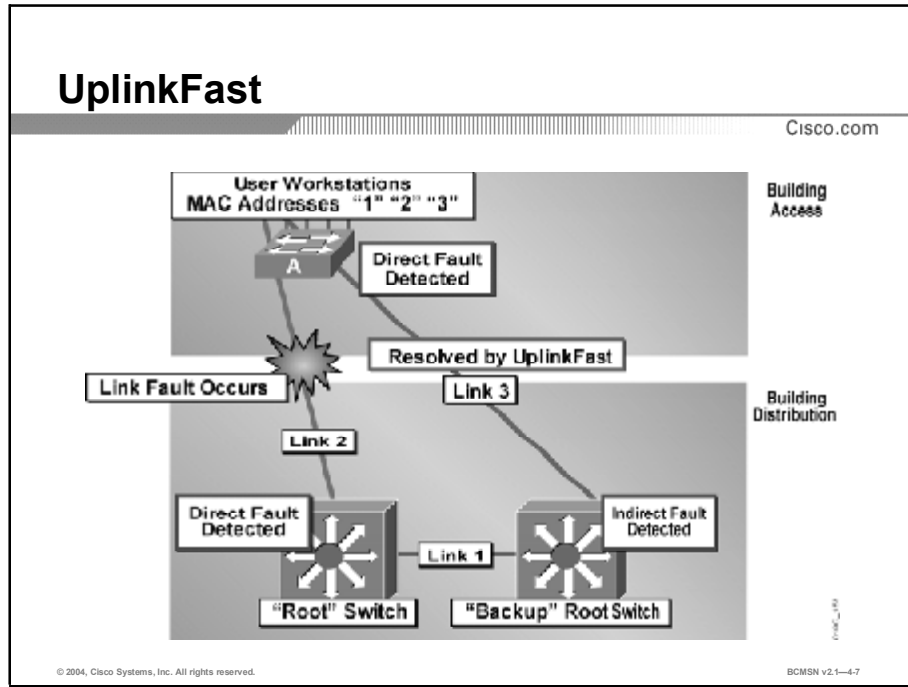 UplinkFast
Cisco.com
User Workstations
MAC Addresses "1" "2" "3"
Building
Access
A
Direct Fault
Detected
Resolved by UplinkFast
Link Fault Occurs
Link 3
Building
Distribution
Link 2
Direct Fault
Detected
Indirect Fault
Detected
Link 1
"Root" Switch
"Backup" Root Switch
© 2004, Cisco Systems, Inc. All rights reserved.
BCMSN v2.1—4-7